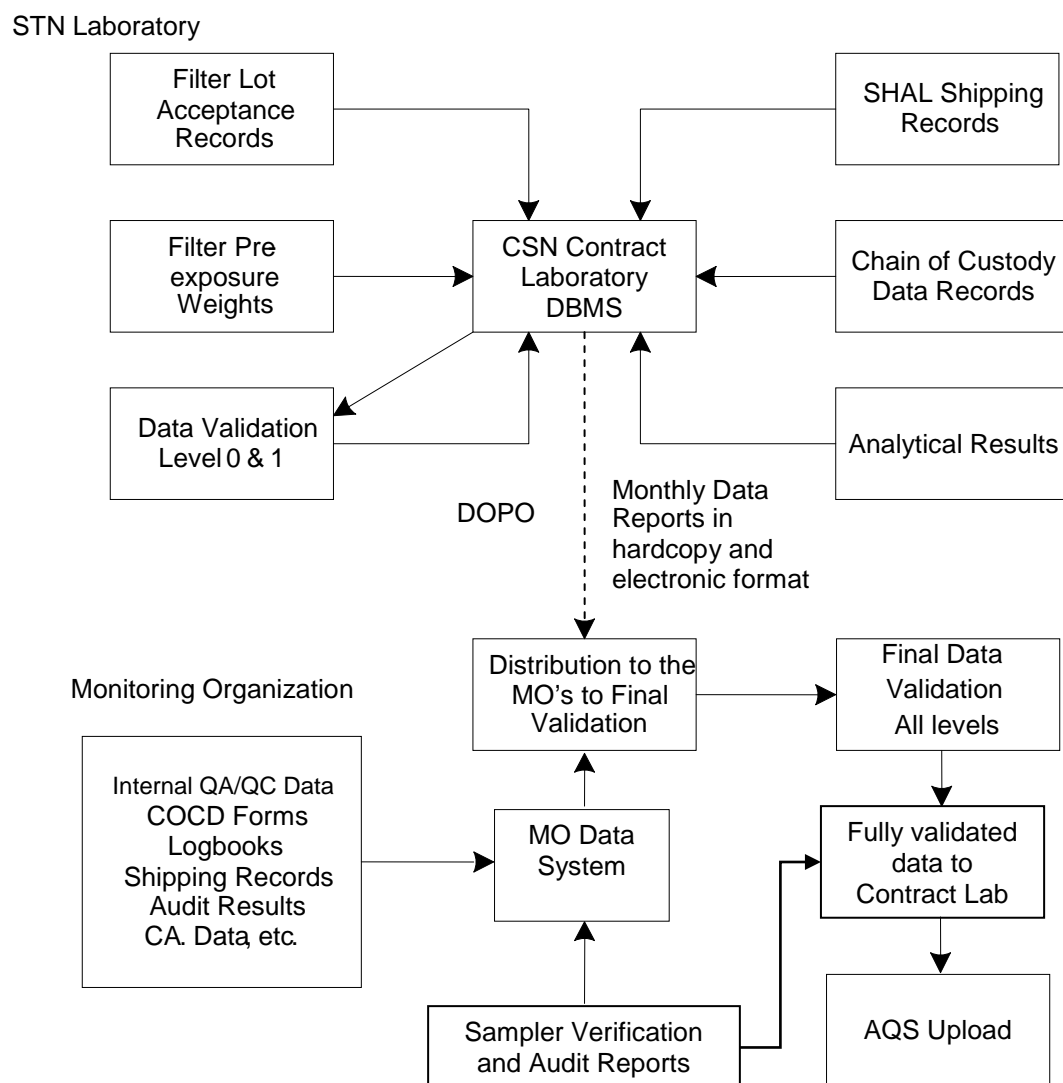 STN Laboratory
Filter Lot
Acceptance
Records
SHAL Shipping
Records
Filter Pre
exposure
Weights
CSN Contract
Laboratory
DBMS
Chain of Custody
Data Records
Data Validation
Level 0 & 1
Analytical Results
DOPO
Monthly Data
Reports in
hardcopy and
electronic format
Distribution to the
MO's to Final
Validation
Final Data
Validation
All levels
Monitoring Organization
Internal QA/QC Data
COCD Forms
Logbooks
Shipping Records
Audit Results
CA. Data, etc.
MO Data
System
Fully validated
data to
Contract Lab
Sampler Verification
and Audit Reports
AQS Upload